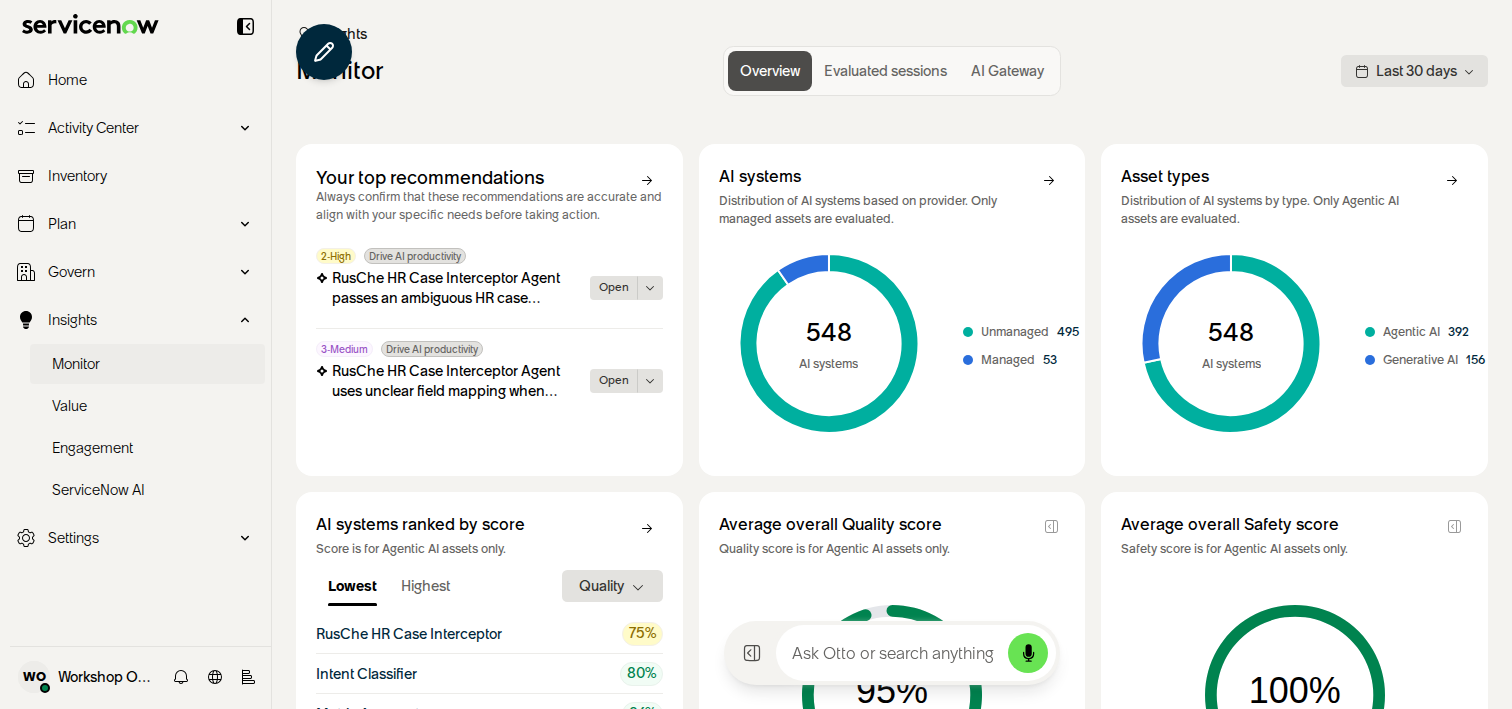 servicenow
Home
Activity Center
Inventory
Plan
Govern
Insights
Monitor
Value
Engagement
ServiceNow AI
Settings
WO
Workshop O...
Overview
Evaluated sessions
AI Gateway
Last 30 days
Your top recommendations
Always confirm that these recommendations are accurate and
align with your specific needs before taking action.
2-High
Drive AI productivity
RusChe HR Case Interceptor Agent
passes an ambiguous HR case...
Open
3-Medium
Drive AI productivity
RusChe HR Case Interceptor Agent
uses unclear field mapping when...
Open
AI systems
Distribution of AI systems based on provider. Only
managed assets are evaluated.
548
AI systems
Unmanaged 495
Managed 53
Asset types
Distribution of AI systems by type. Only Agentic AI
assets are evaluated.
548
AI systems
Agentic AI 392
Generative AI 156
AI systems ranked by score
Score is for Agentic AI assets only.
Lowest
Highest
Quality
RusChe HR Case Interceptor 75%
Intent Classifier 80%
Average overall Quality score
Quality score is for Agentic AI assets only.
95%
Ask Otto or search anything
Average overall Safety score
Safety score is for Agentic AI assets only.
100%